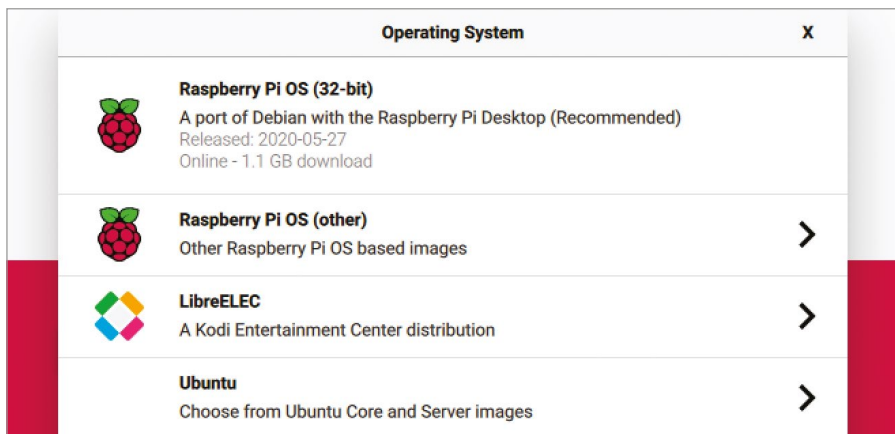 Operating System X
Raspberry Pi OS (32-bit)
A port of Debian with the Raspberry Pi Desktop (Recommended)
Released: 2020-05-27
Online - 1.1 GB download
Raspberry Pi OS (other)
Other Raspberry Pi OS based images
LibreELEC
A Kodi Entertainment Center distribution
Ubuntu
Choose from Ubuntu Core and Server images